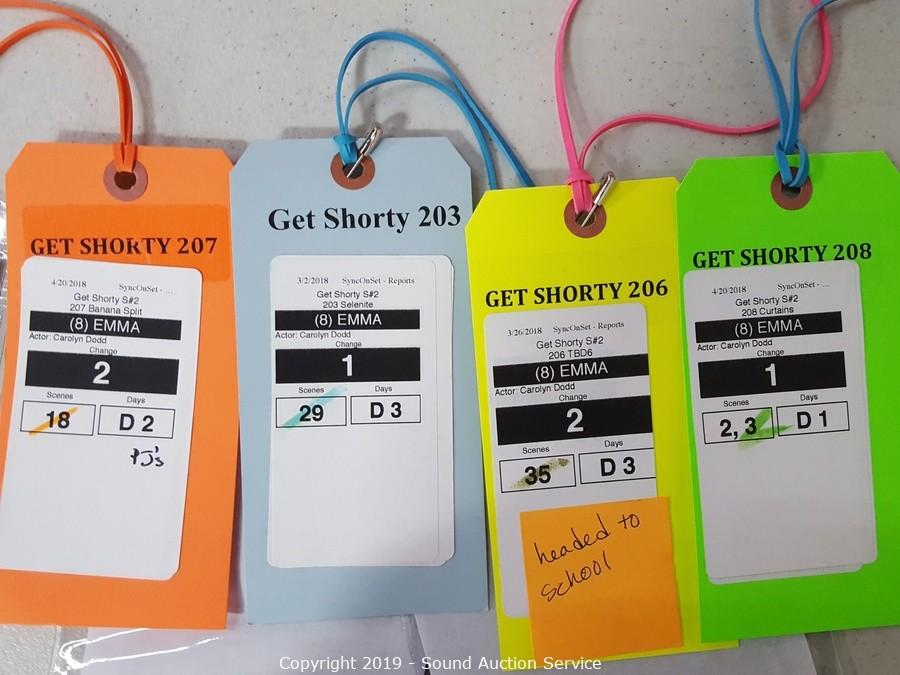 GET SHORTY 207
4/20/2018 SyncOnSet - ...
Get Shorty S#2
207 Banana Split
(8) EMMA
Actor: Carolyn Dodd
Change
2
Scenes Days
18 D 2
PJ's
Get Shorty 203
3/2/2018 SyncOnSet - Reports
Get Shorty S#2
203 Selenite
(8) EMMA
Actor: Carolyn Dodd
Change
1
Scenes Days
29 D 3
GET SHORTY 206
3/26/2018 SyncOnSet - Reports
Get Shorty S#2
206 TBD6
(8) EMMA
Actor: Carolyn Dodd
Change
2
Scenes Days
35 D 3
headed to
school
GET SHORTY 208
4/20/2018 SyncOnSet - ...
Get Shorty S#2
208 Curtains
(8) EMMA
Actor: Carolyn Dodd
Change
1
Scenes Days
2, 3 D 1
Copyright 2019 - Sound Auction Service